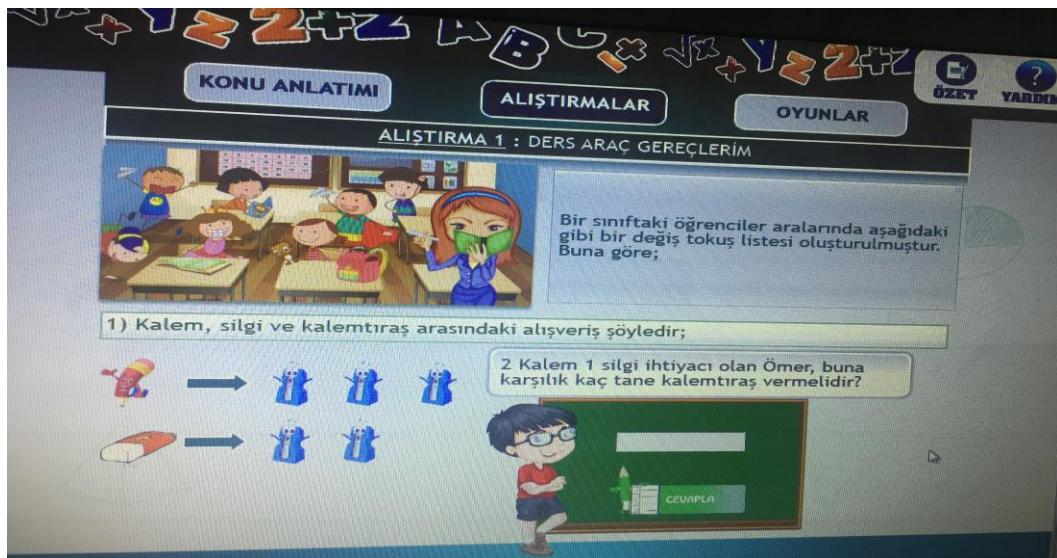 ÖZET
YARDIM
KONU ANLATIMI
ALIŞTIRMALAR
OYUNLAR
ALIŞTIRMA 1 : DERS ARAÇ GEREÇLERİM
Bir sınıftaki öğrenciler aralarında aşağıdaki
gibi bir değiş tokuş listesi oluşturulmuştur.
Buna göre;
1) Kalem, silgi ve kalemtıraş arasındaki alışveriş şöyledir;
2 Kalem 1 silgi ihtiyacı olan Ömer, buna
karşılık kaç tane kalemtıraş vermelidir?
CEVAPLA